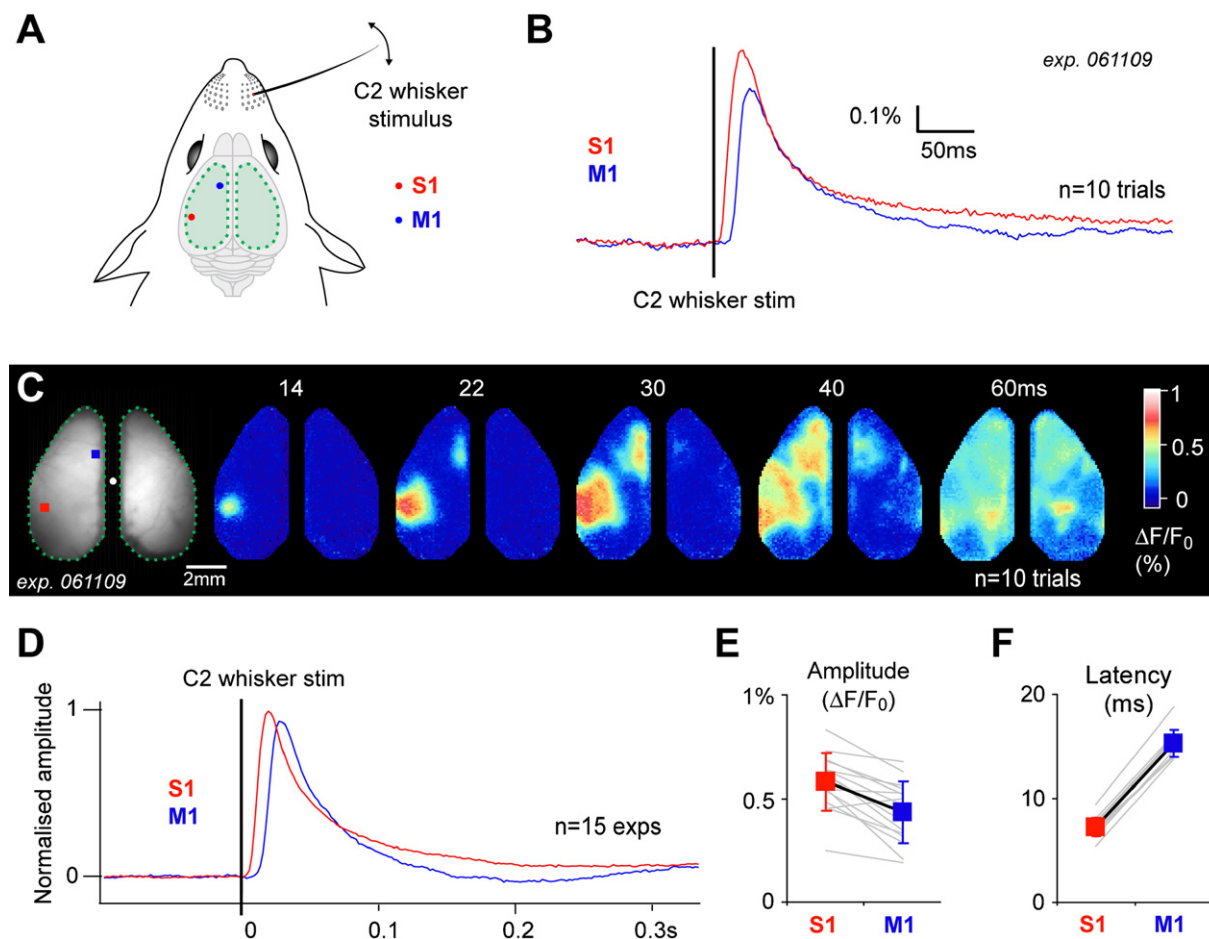 A
C2 whisker
stimulus
S1
M1
B
exp. 061109
0.1%
50ms
S1
M1
n=10 trials
C2 whisker stim
C
14
22
30
40
60ms
1
0.5
0
ΔF/F0
(%)
exp. 061109
2mm
n=10 trials
D
C2 whisker stim
Normalised amplitude
1
0
S1
M1
n=15 exps
0
0.1
0.2
0.3s
E
Amplitude
(ΔF/F0)
1%
0.5
0
S1
M1
F
Latency
(ms)
20
10
0
S1
M1